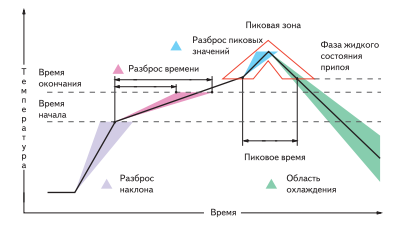 Пиковая зона
Разброс пиковых
значений
Фаза жидкого
состояния
припоя
Разброс времени
Время
окончания
Время
начала
Температура
Пиковое время
Разброс
наклона
Область
охлаждения
Время